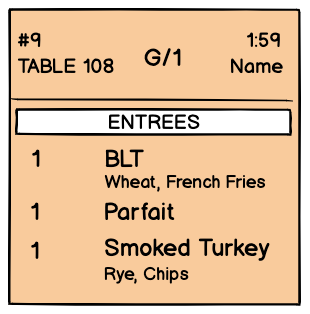 #9 G/1 1:59
TABLE 108 Name
ENTREES
1 BLT
Wheat, French Fries
1 Parfait
1 Smoked Turkey
Rye, Chips